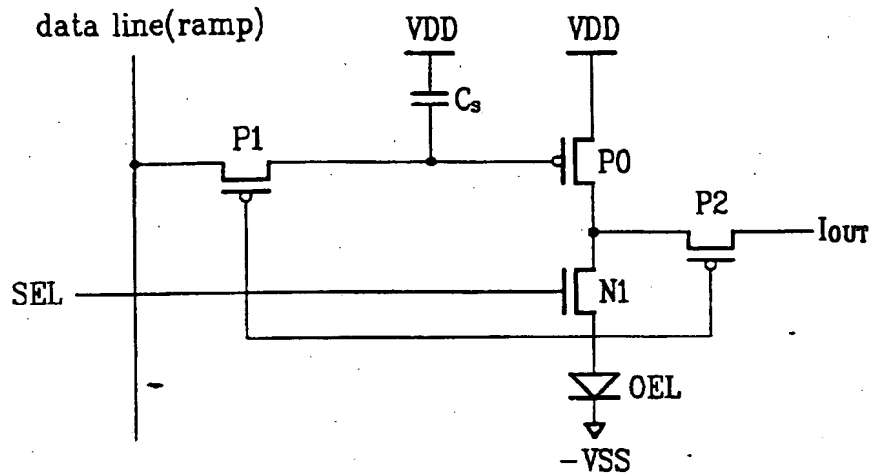 data line(ramp)
VDD
VDD
Cs
P1
P0
P2
IOUT
SEL
N1
OEL
-VSS